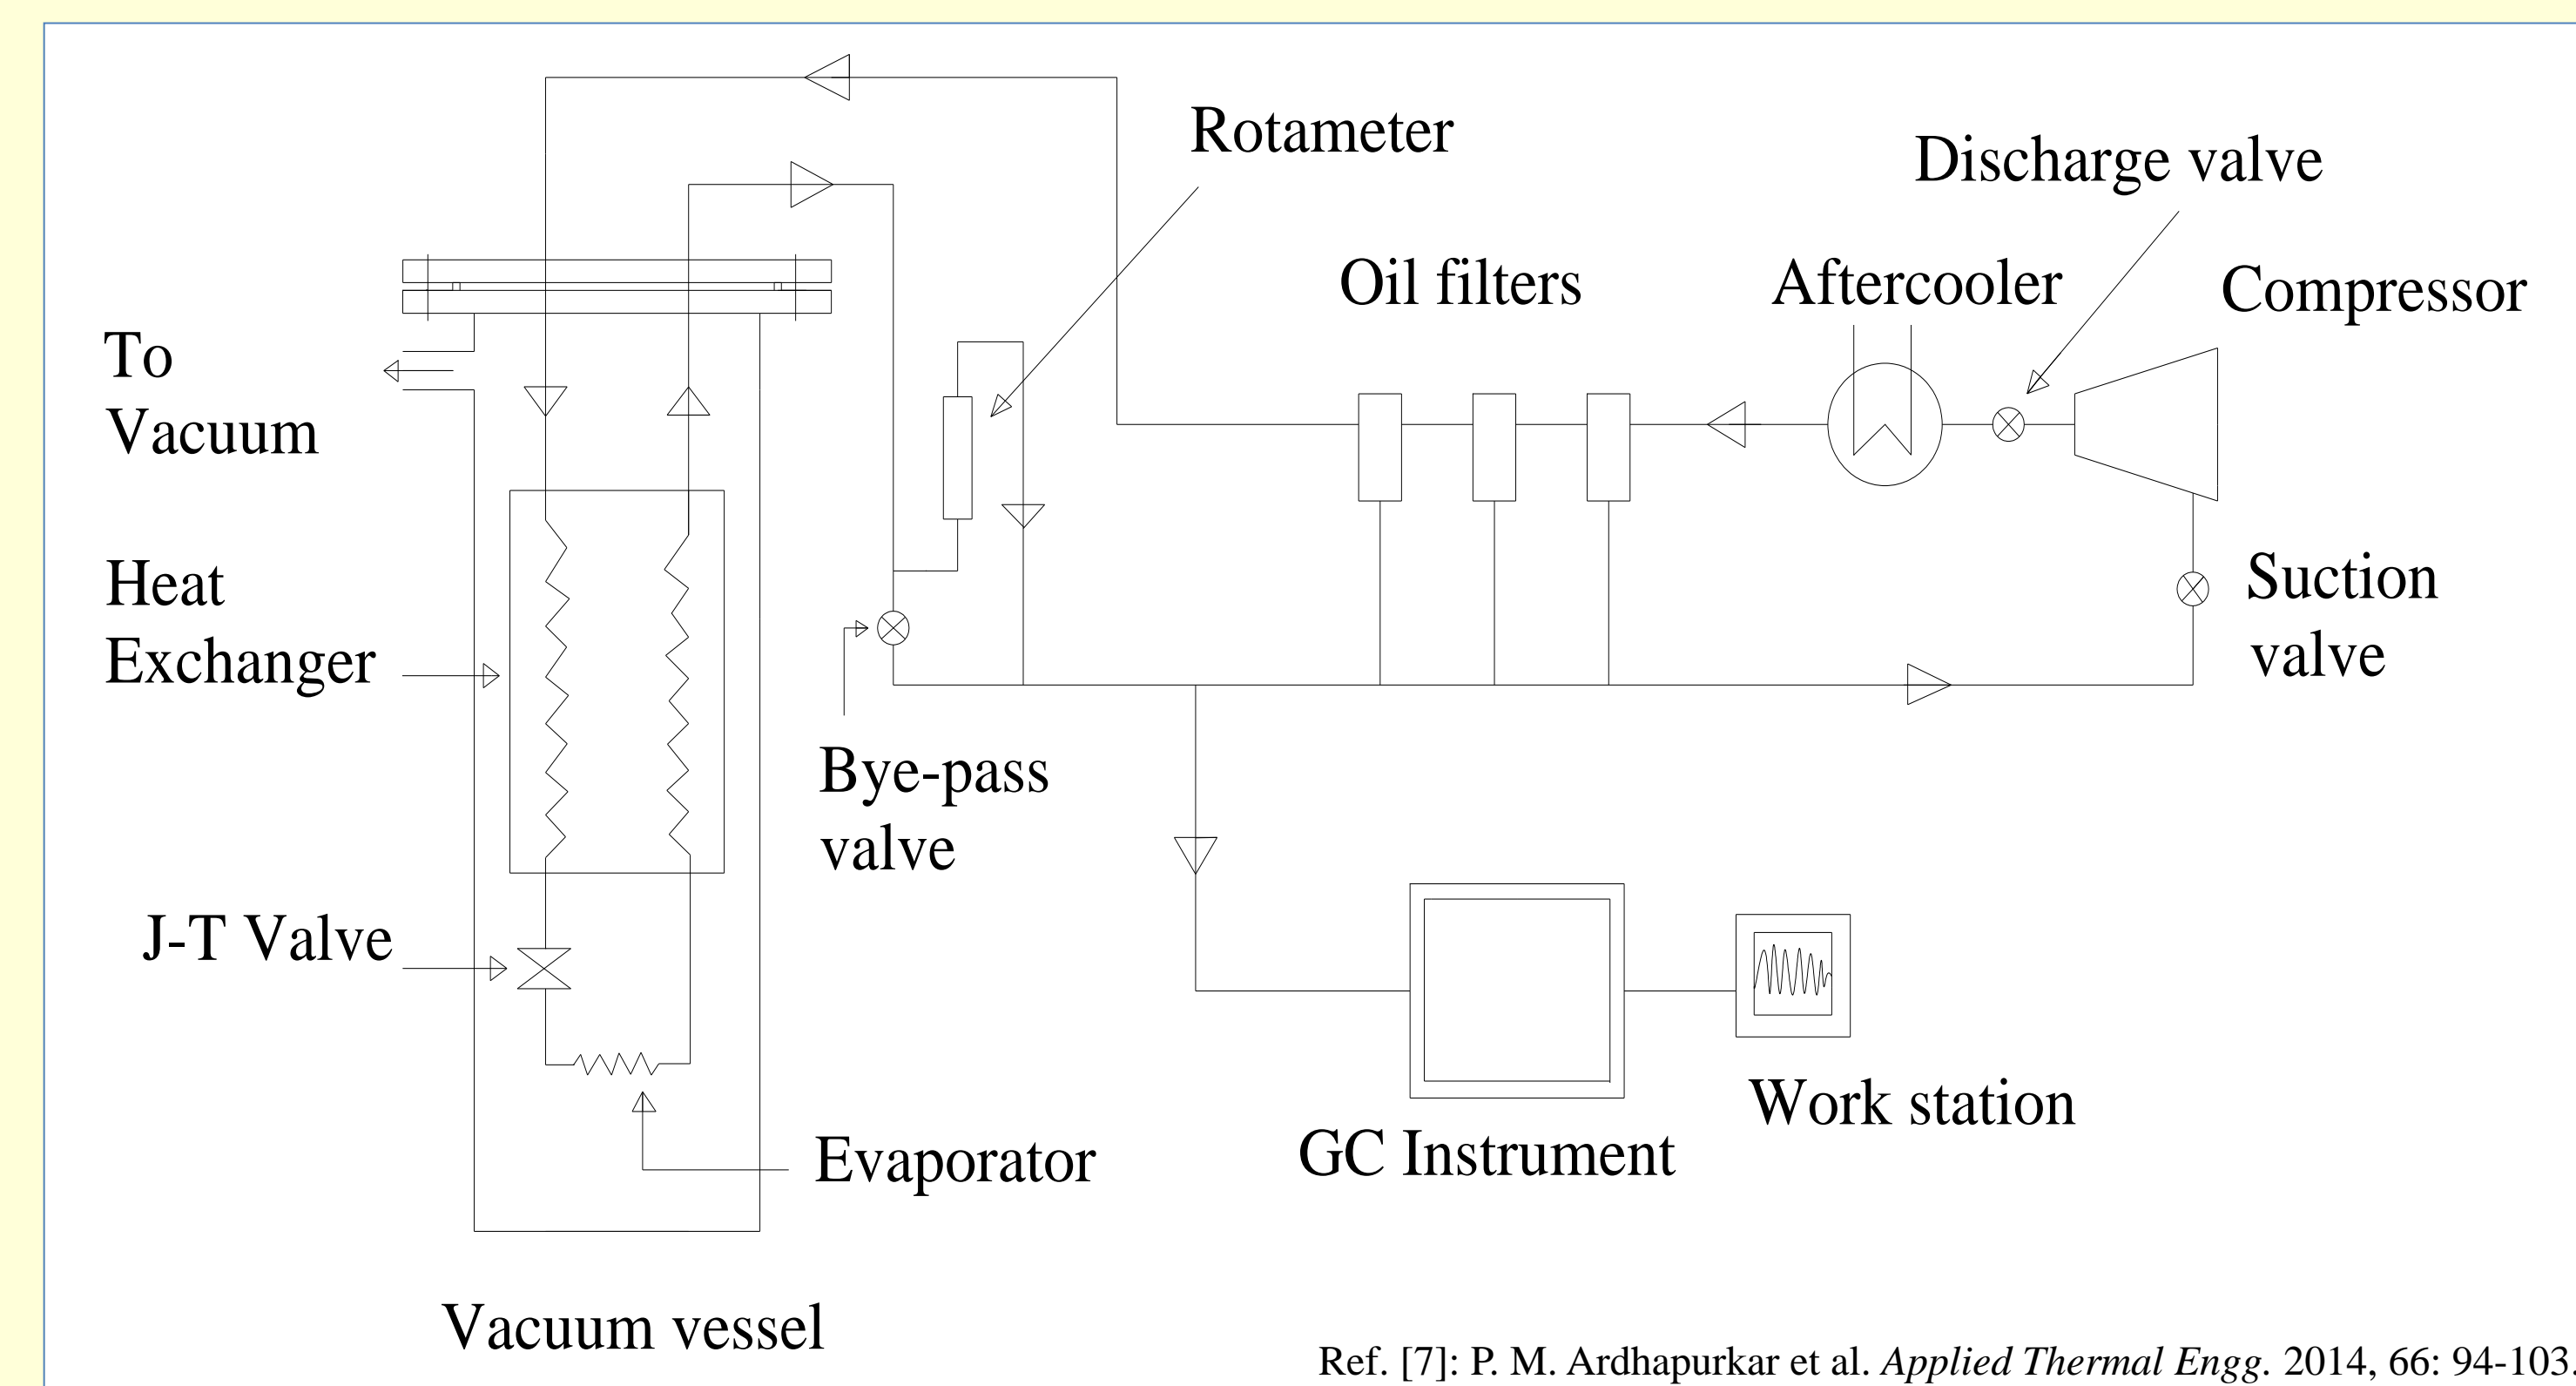 Rotameter
Discharge valve
Oil filters
Aftercooler
Compressor
To
Vacuum
Heat
Exchanger
Suction
valve
Bye-pass
valve
J-T Valve
Evaporator
GC Instrument
Work station
Vacuum vessel
Ref. [7]: P. M. Ardhapurkar et al. Applied Thermal Engg. 2014, 66: 94-103.